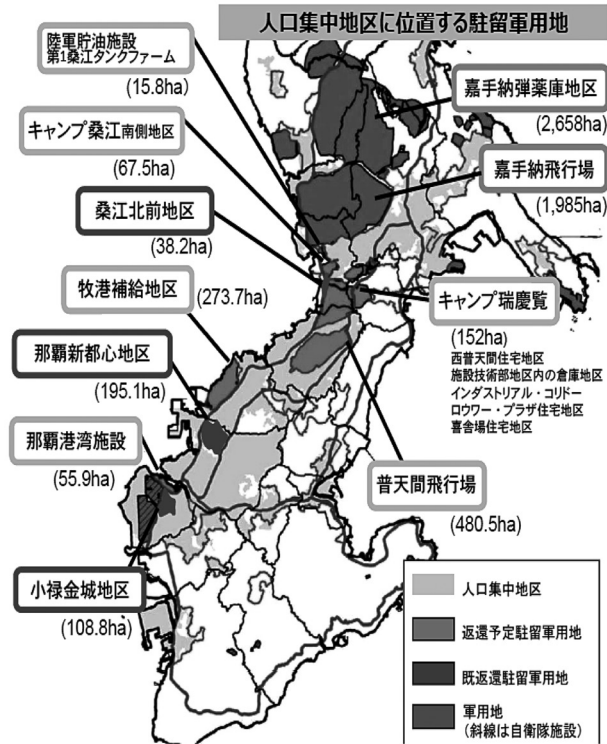 人口集中地区に位置する駐留軍用地
陸軍貯油施設
第1桑江タンクファーム
(15.8ha)
嘉手納弾薬庫地区
(2,658ha)
キャンプ桑江南側地区
(67.5ha)
嘉手納飛行場
(1,985ha)
桑江北前地区
(38.2ha)
牧港補給地区
(273.7ha)
キャンプ瑞慶覧
(152ha)
西普天間住宅地区
施設技術部地区内の倉庫地区
インダストリアル・コリドー
ロウワー・プラザ住宅地区
喜舎場住宅地区
那覇新都心地区
(195.1ha)
那覇港湾施設
(55.9ha)
普天間飛行場
(480.5ha)
小禄金城地区
(108.8ha)
人口集中地区
返還予定駐留軍用地
既返還駐留軍用地
軍用地
(斜線は自衛隊施設)